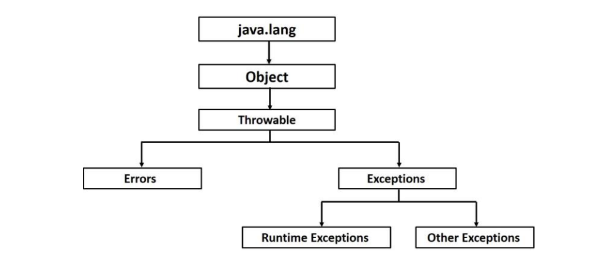 java.lang
Object
Throwable
Errors
Exceptions
Runtime Exceptions
Other Exceptions